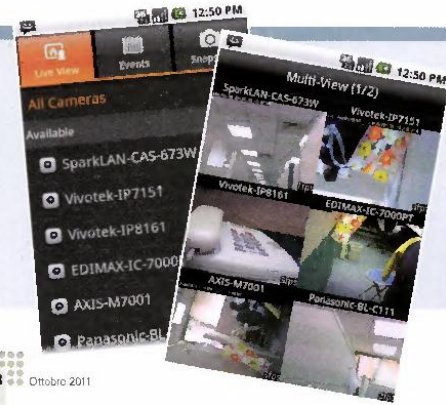 12:50 PM
Live View
Events
All Cameras
Available
SparkLAN-CAS-673W
Vivotek-IP7151
Vivotek-IP8161
EDIMAX-IC-7000
AXIS-M7001
Panasonic-BL
12:50 PM
Multi-View (1/2)
SparkLAN-CAS-673W
Vivotek-IP7151
Vivotek-IP8161
EDIMAX-IC-7000PT
AXIS-M7001
Panasonic-BL-C111
Ottobre 2011